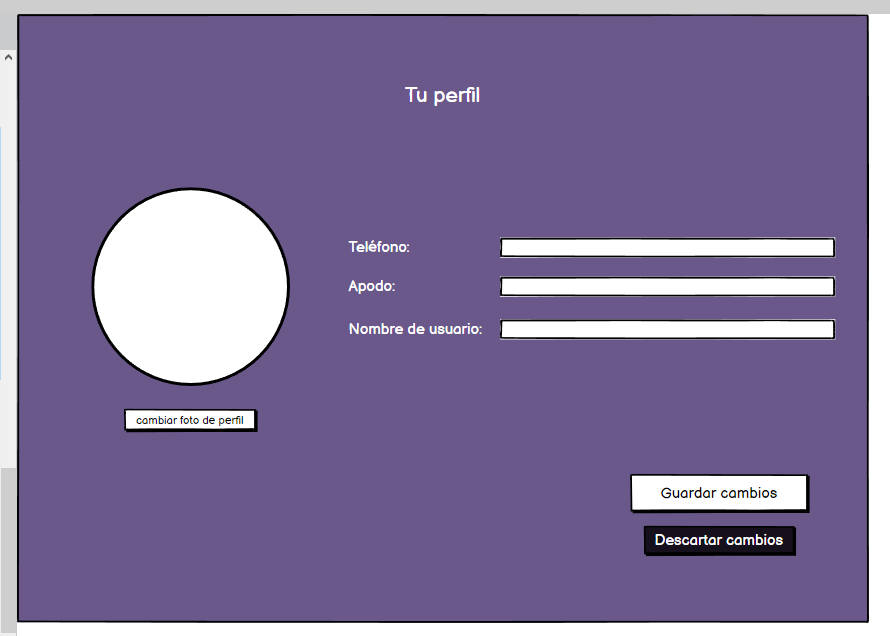 Tu perfil
Teléfono:
Apodo:
Nombre de usuario:
cambiar foto de perfil
Guardar cambios
Descartar cambios